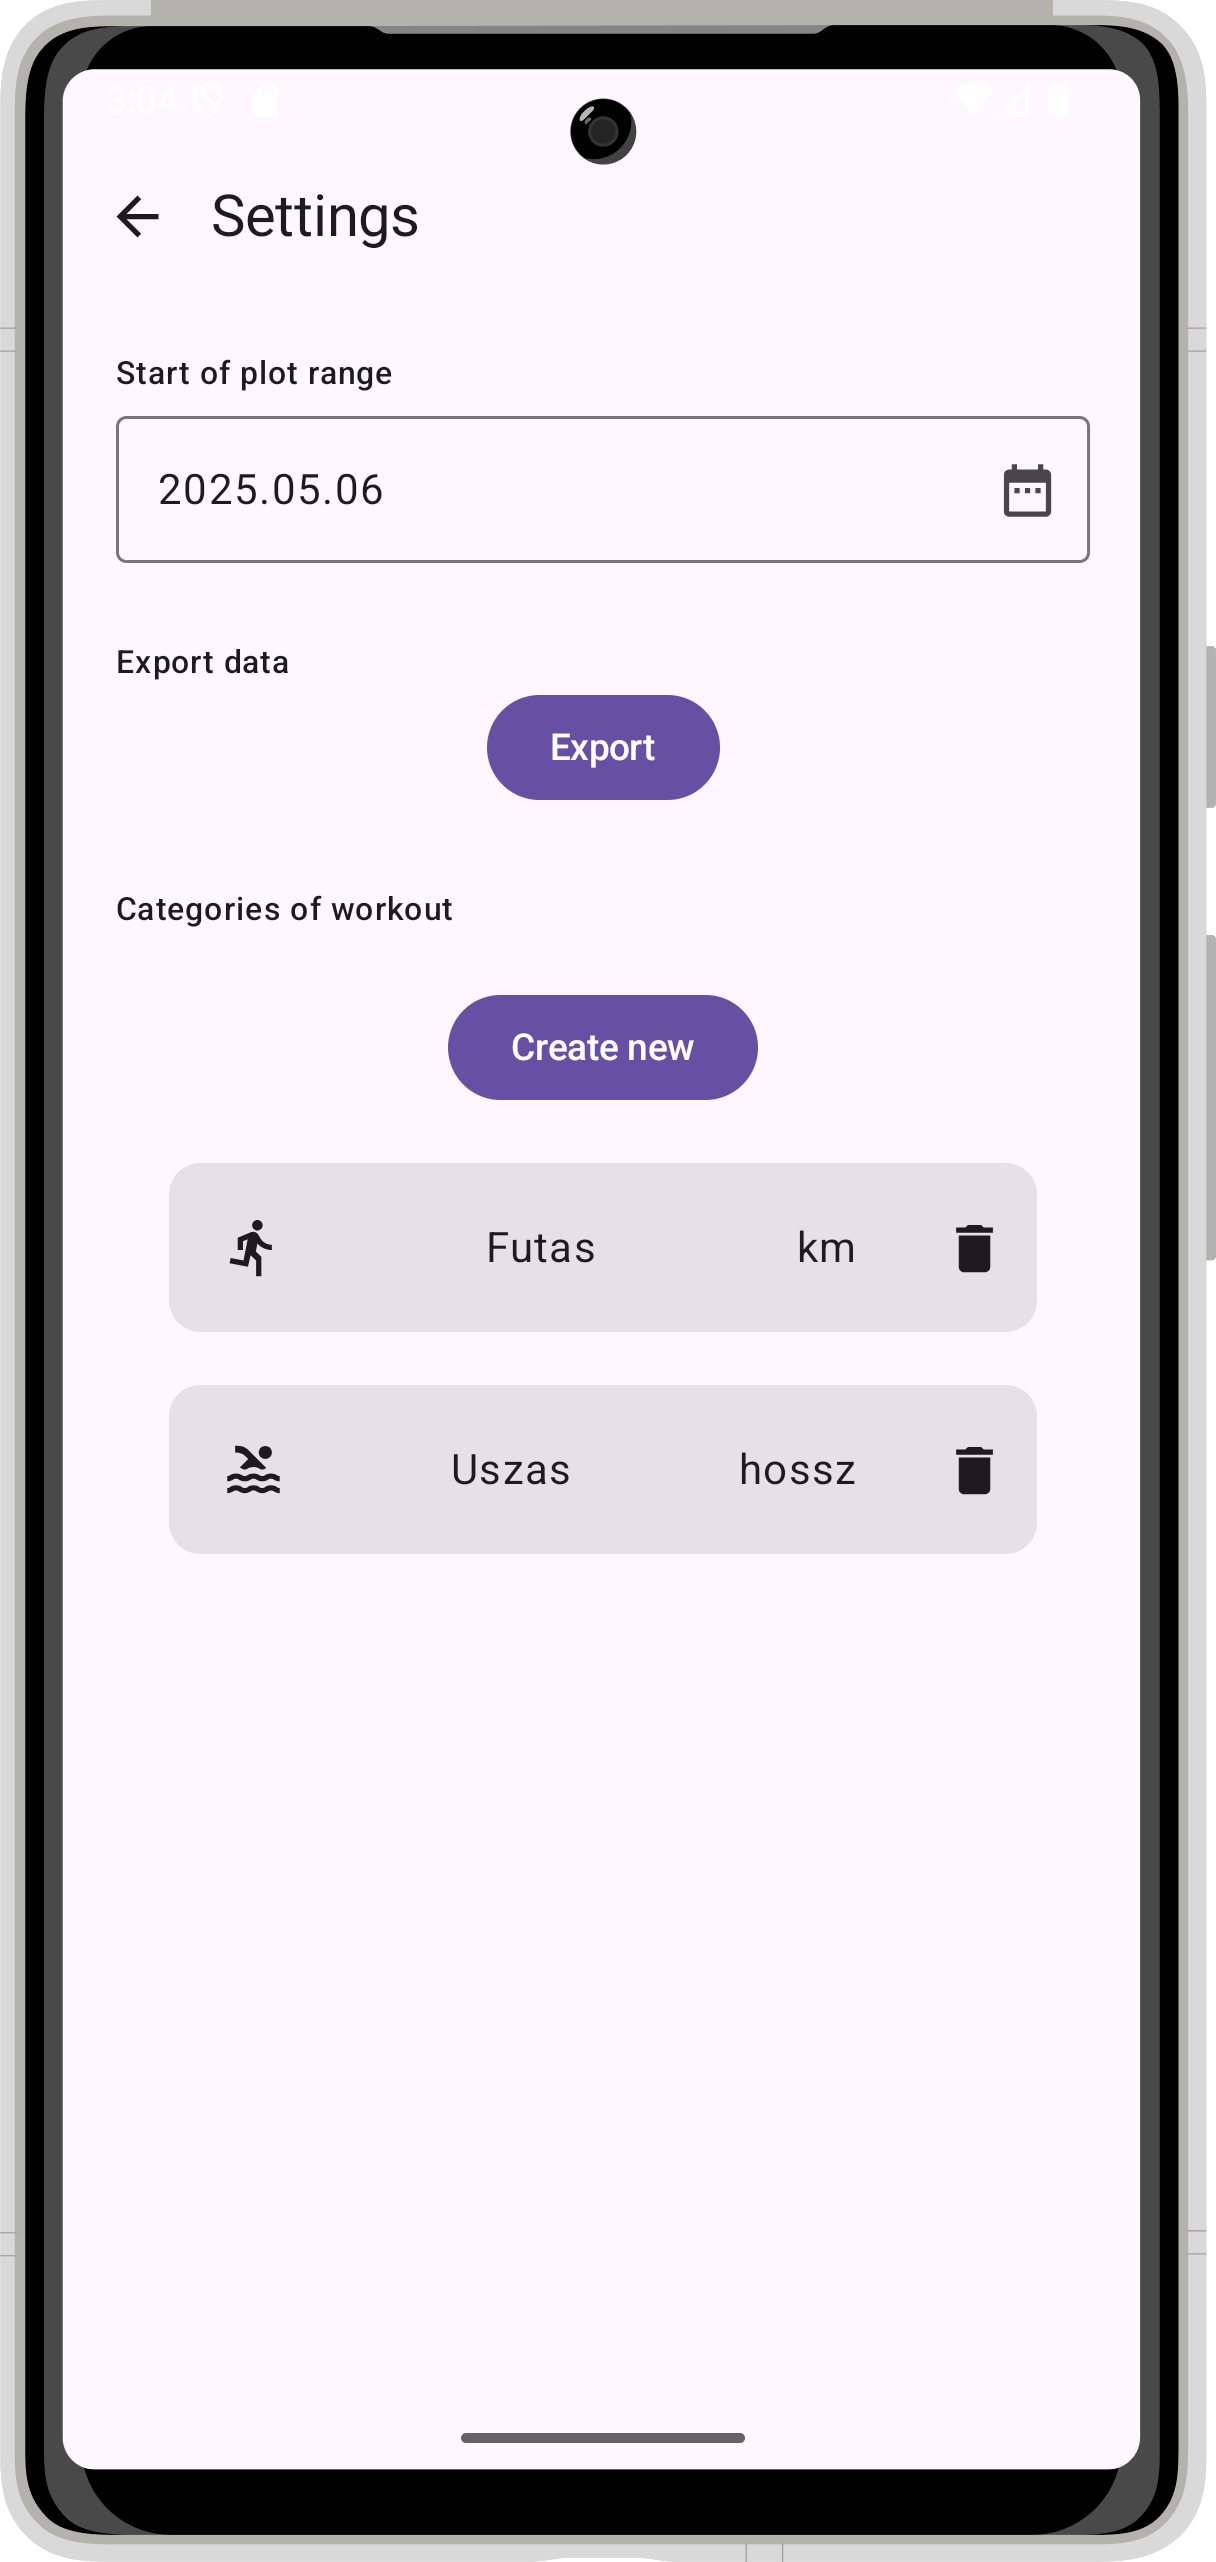 3:04
Settings
Start of plot range
2025.05.06
Export data
Export
Categories of workout
Create new
Futas km
Uszas hossz